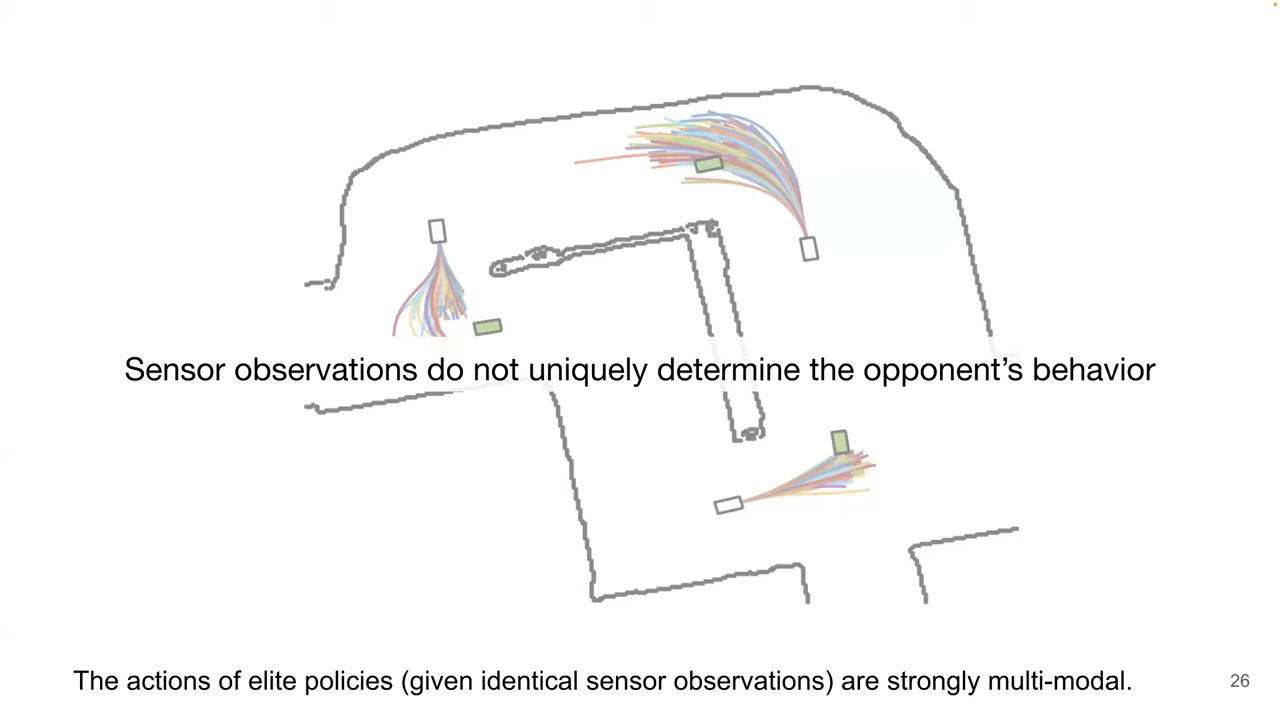 Sensor observations do not uniquely determine the opponent’s behavior
The actions of elite policies (given identical sensor observations) are strongly multi-modal.
26